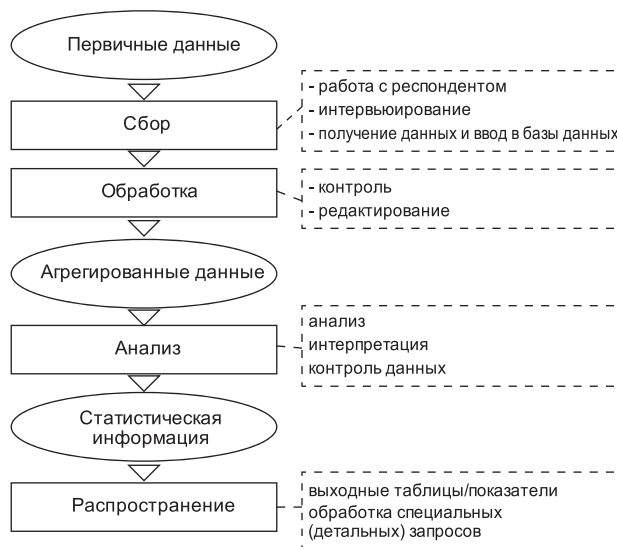 Первичные данные
Сбор
- работа с респондентом
- интервьюирование
- получение данных и ввод в базы данных
Обработка
- контроль
- редактирование
Агрегированные данные
Анализ
анализ
интерпретация
контроль данных
Статистическая
информация
Распространение
выходные таблицы/показатели
обработка специальных
(детальных) запросов